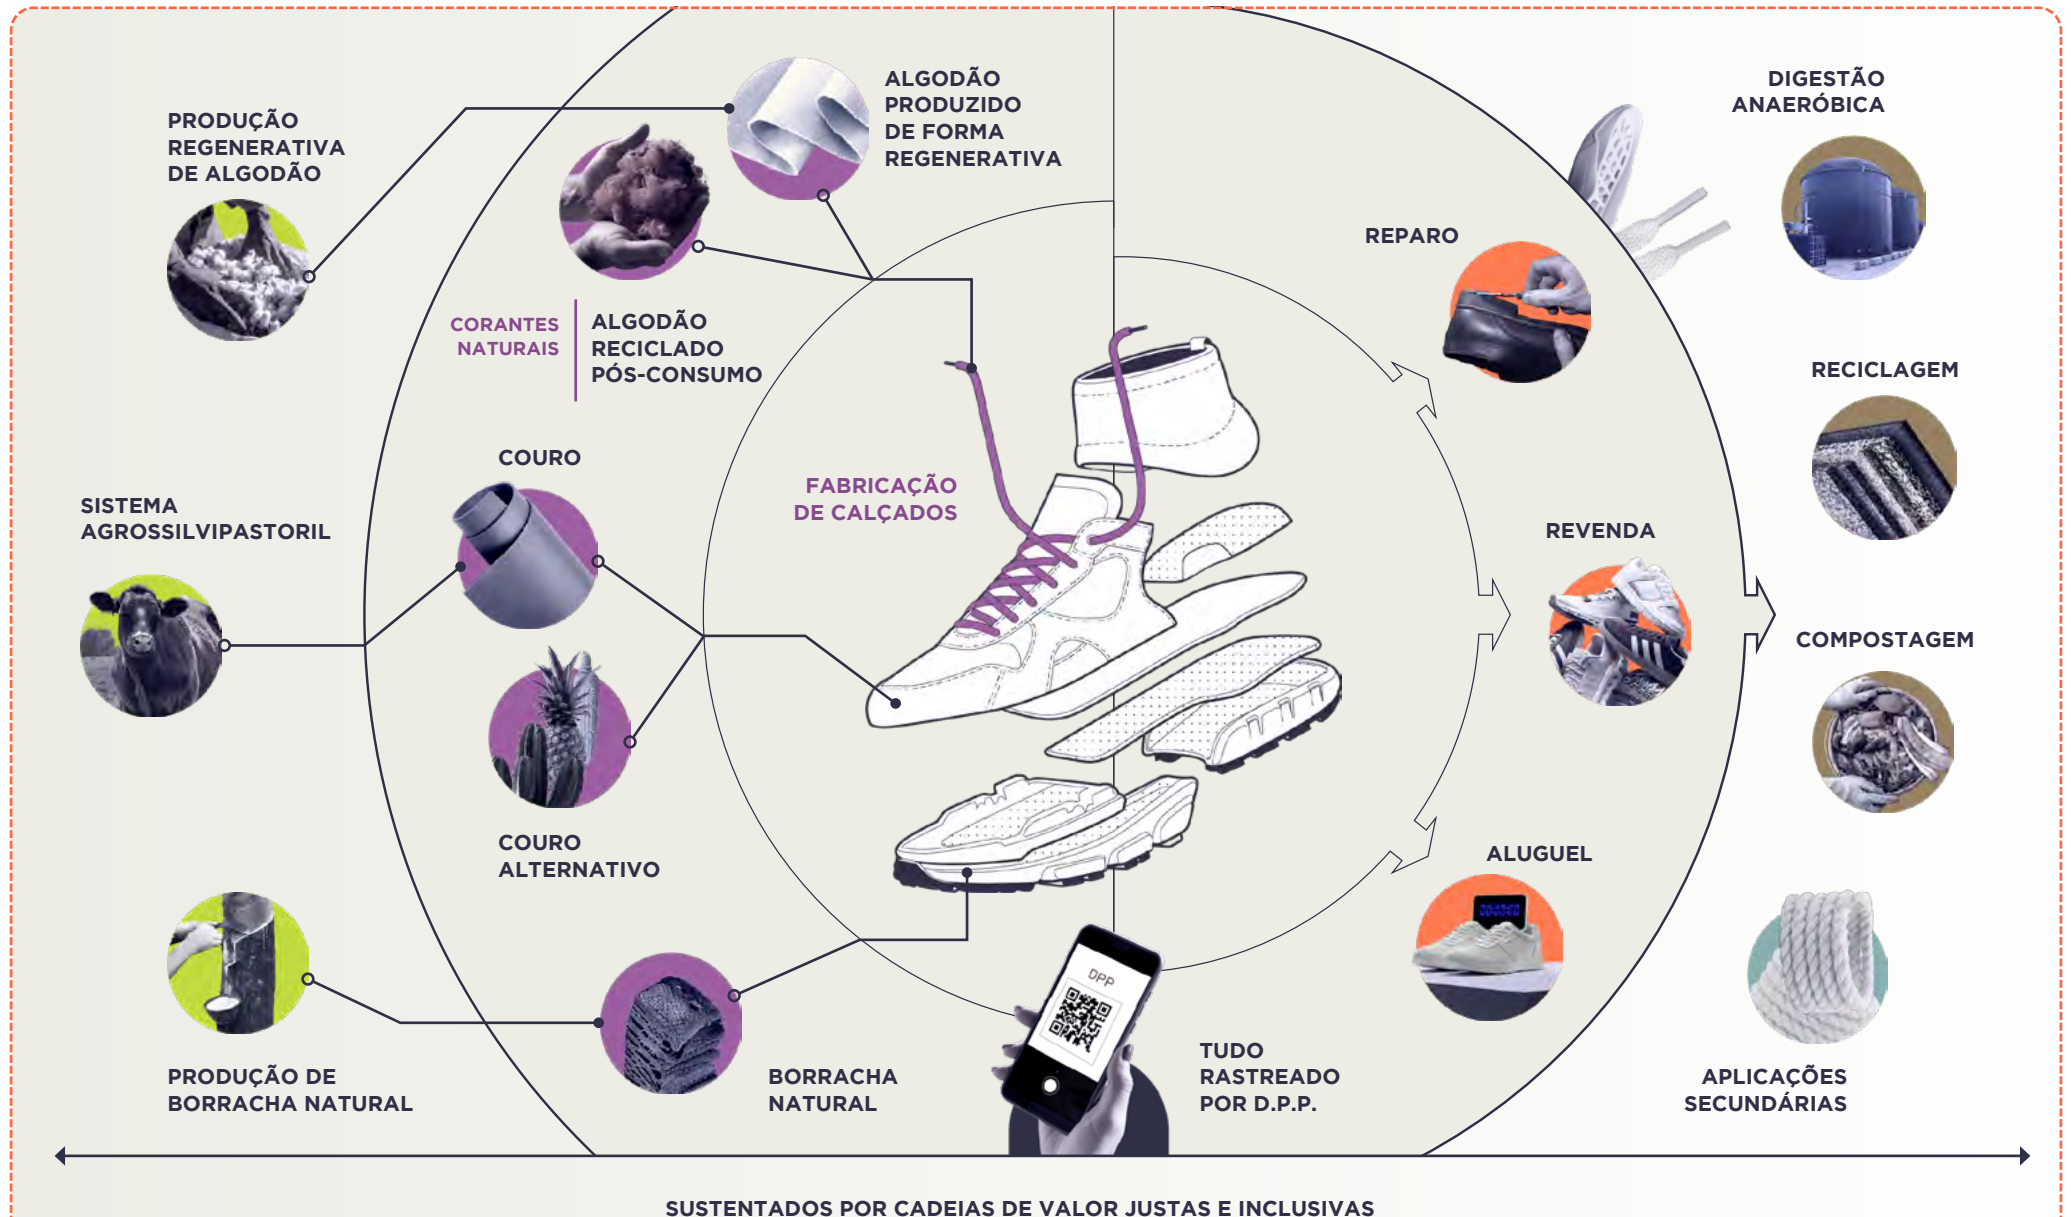 PRODUÇÃO
REGENERATIVA
DE ALGODÃO
ALGODÃO
PRODUZIDO
DE FORMA
REGENERATIVA
CORANTES
NATURAIS
ALGODÃO
RECICLADO
PÓS-CONSUMO
SISTEMA
AGROSSILVIPASTORIL
COURO
COURO
ALTERNATIVO
FABRICAÇÃO
DE CALÇADOS
PRODUÇÃO DE
BORRACHA NATURAL
BORRACHA
NATURAL
DPP
TUDO
RASTREADO
POR D.P.P.
REPARO
REVENDA
ALUGUEL
DIGESTÃO
ANAERÓBICA
RECICLAGEM
COMPOSTAGEM
APLICAÇÕES
SECUNDÁRIAS
SUSTENTADOS POR CADEIAS DE VALOR JUSTAS E INCLUSIVAS